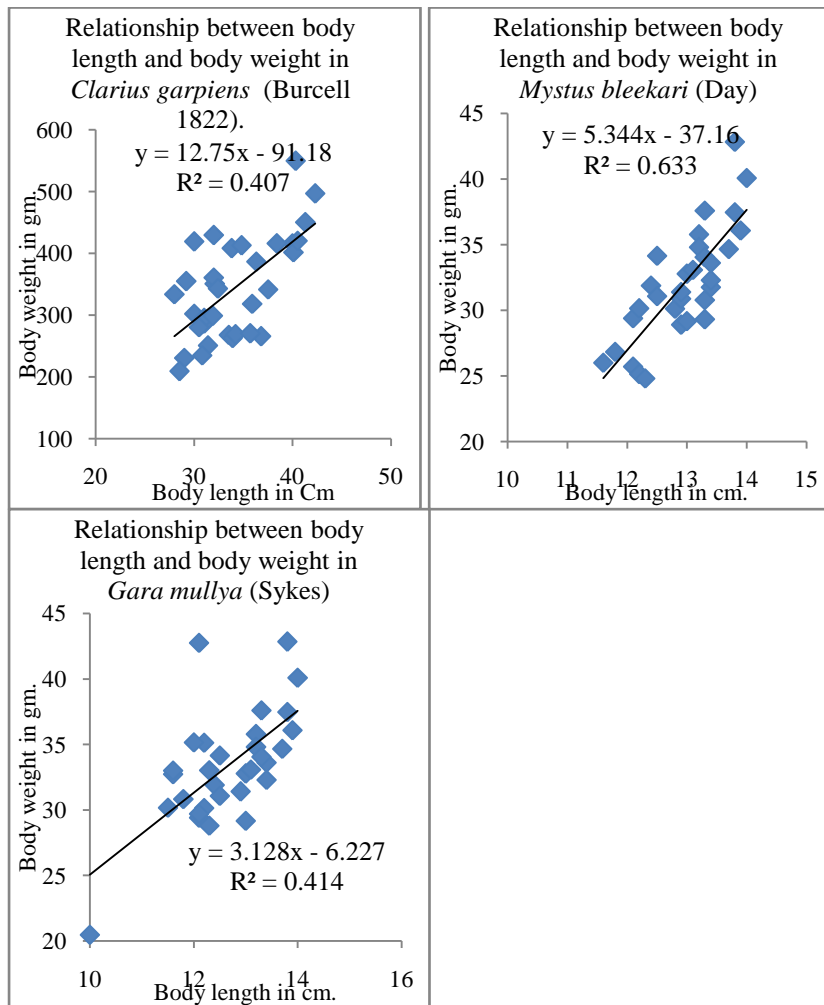 Relationship between body
length and body weight in
Clarius garpiens (Burcell
1822).
y = 12.75x - 91.18
R² = 0.407
600
500
400
300
200
100
20 30 40 50
Body weight in gm.
Body length in Cm
Relationship between body
length and body weight in
Mystus bleekari (Day)
y = 5.344x - 37.16
R² = 0.633
45
40
35
30
25
20
10 11 12 13 14 15
Body weight in gm.
Body length in cm.
Relationship between body
length and body weight in
Gara mullya (Sykes)
45
40
35
30
25
20
y = 3.128x - 6.227
R² = 0.414
10 12 14 16
Body weight in gm.
Body length in cm.